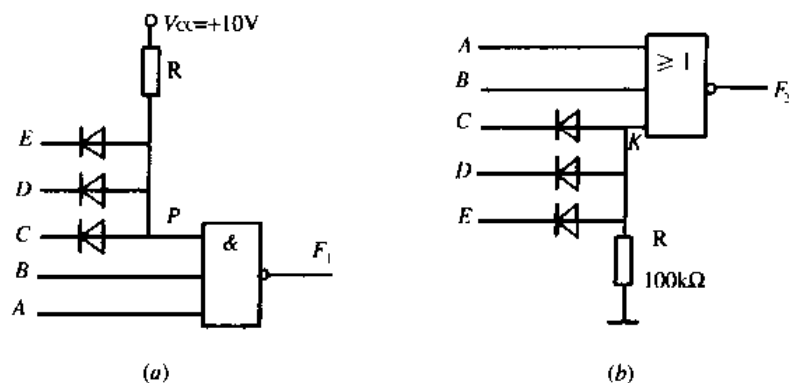 Vcc=+10V
R
E
D
C
P
&
B
A
F₁
(a)
A
B
C
≥ 1
K
F₂
D
E
R
100kΩ
(b)